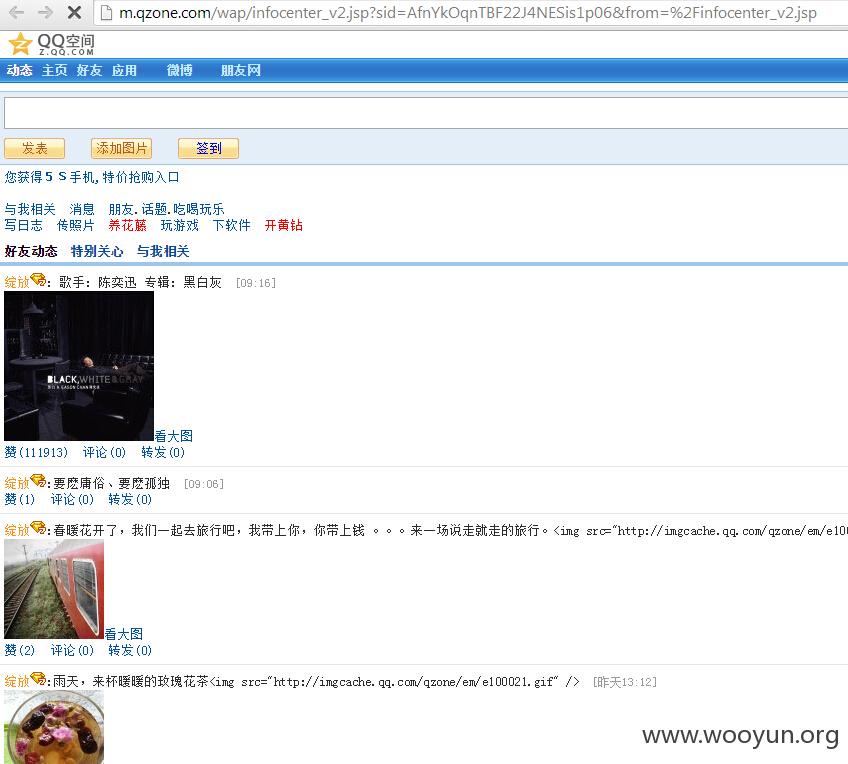 m.qzone.com/wap/infocenter_v2.jsp?sid=AfnYkOqnTBF22J4NESis1p06&from=%2Finfocenter_v2.jsp
QQ空间
Z.QQ.COM
动态 主页 好友 应用 微博 朋友网
发表 添加图片 签到
您获得5 S手机,特价抢购入口
与我相关 消息 朋友.话题.吃喝玩乐
写日志 传照片 养花藤 玩游戏 下软件 开黄钻
好友动态 特别关心 与我相关
绽放: 歌手: 陈奕迅 专辑: 黑白灰 [09:16]
BLACK,WHITE&GRAY
看大图
赞(111913) 评论(0) 转发(0)
绽放:要麽庸俗、要麽孤独 [09:06]
赞(1) 评论(0) 转发(0)
绽放:春暖花开了，我们一起去旅行吧，我带上你，你带上钱 。。。来一场说走就走的旅行。<img src="http://imgcache.qq.com/qzone/em/e100
看大图
赞(2) 评论(0) 转发(0)
绽放:雨天，来杯暖暖的玫瑰花茶<img src="http://imgcache.qq.com/qzone/em/e100021.gif" /> [昨天13:12]
www.wooyun.org